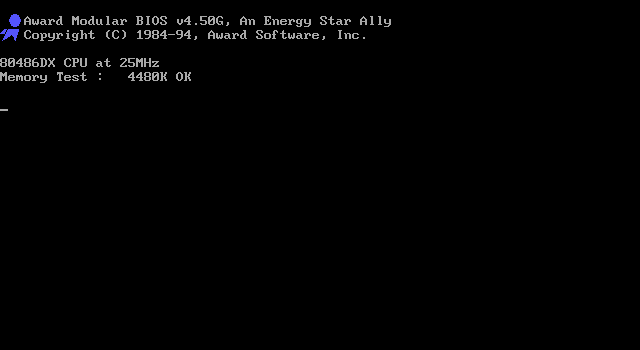 Award Modular BIOS v4.50G, An Energy Star Ally
Copyright (C) 1984-94, Award Software, Inc.
80486DX CPU at 25MHz
Memory Test :   4480K OK